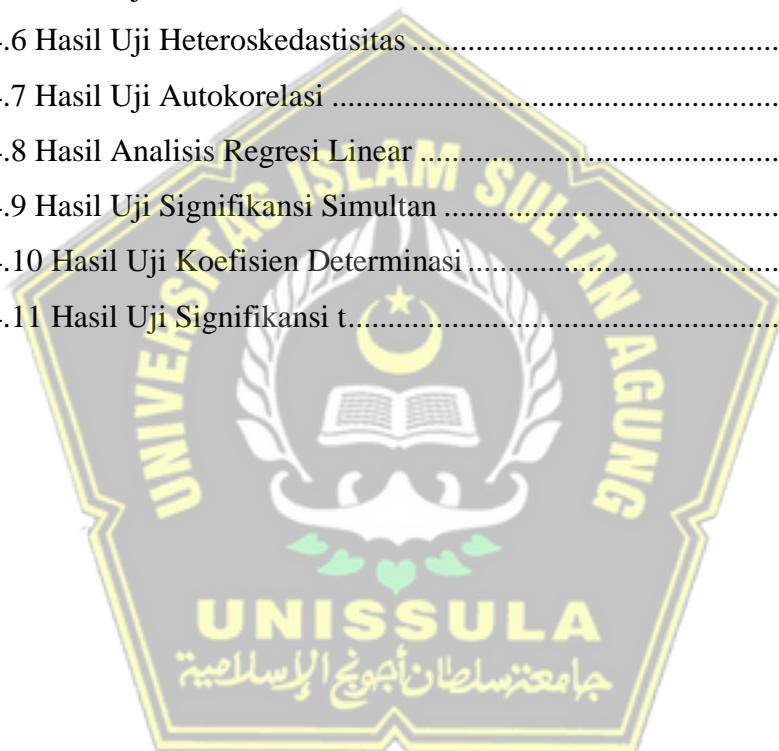 .6 Hasil Uji Heteroskedastisitas ................................................
.7 Hasil Uji Autokorelasi ............................................................
.8 Hasil Analisis Regresi Linear ................................................
.9 Hasil Uji Signifikansi Simultan .............................................
.10 Hasil Uji Koefisien Determinasi ..........................................
.11 Hasil Uji Signifikansi t..........................................................
UNIVERSITAS ISLAM SULTAN AGUNG
UNISSULA
جامعة سلطان أجونج الإسلامية